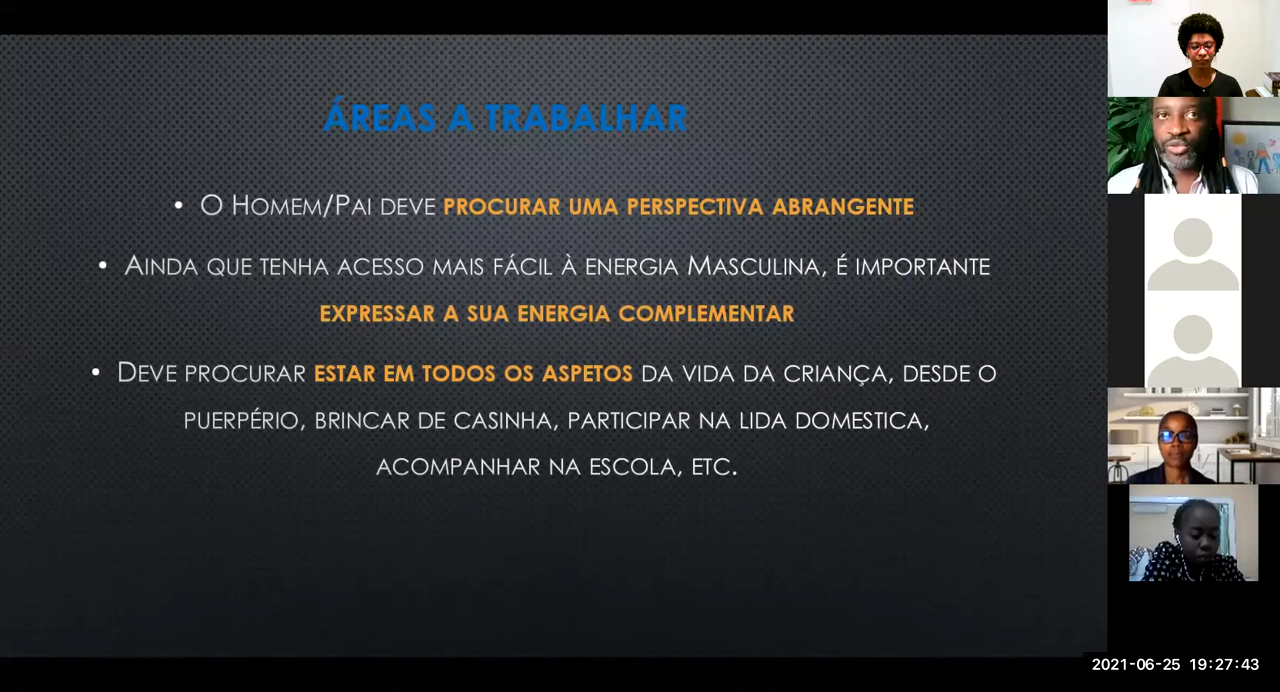 ÁREAS A TRABALHAR
• O HOMEM/PAI DEVE PROCURAR UMA PERSPECTIVA ABRANGENTE
• AINDA QUE TENHA ACESSO MAIS FÁCIL À ENERGIA MASCULINA, É IMPORTANTE
EXPRESSAR A SUA ENERGIA COMPLEMENTAR
• DEVE PROCURAR ESTAR EM TODOS OS ASPETOS DA VIDA DA CRIANÇA, DESDE O
PUERPÉRIO, BRINCAR DE CASINHA, PARTICIPAR NA LIDA DOMESTICA,
ACOMPANHAR NA ESCOLA, ETC.
2021-06-25 19:27:43